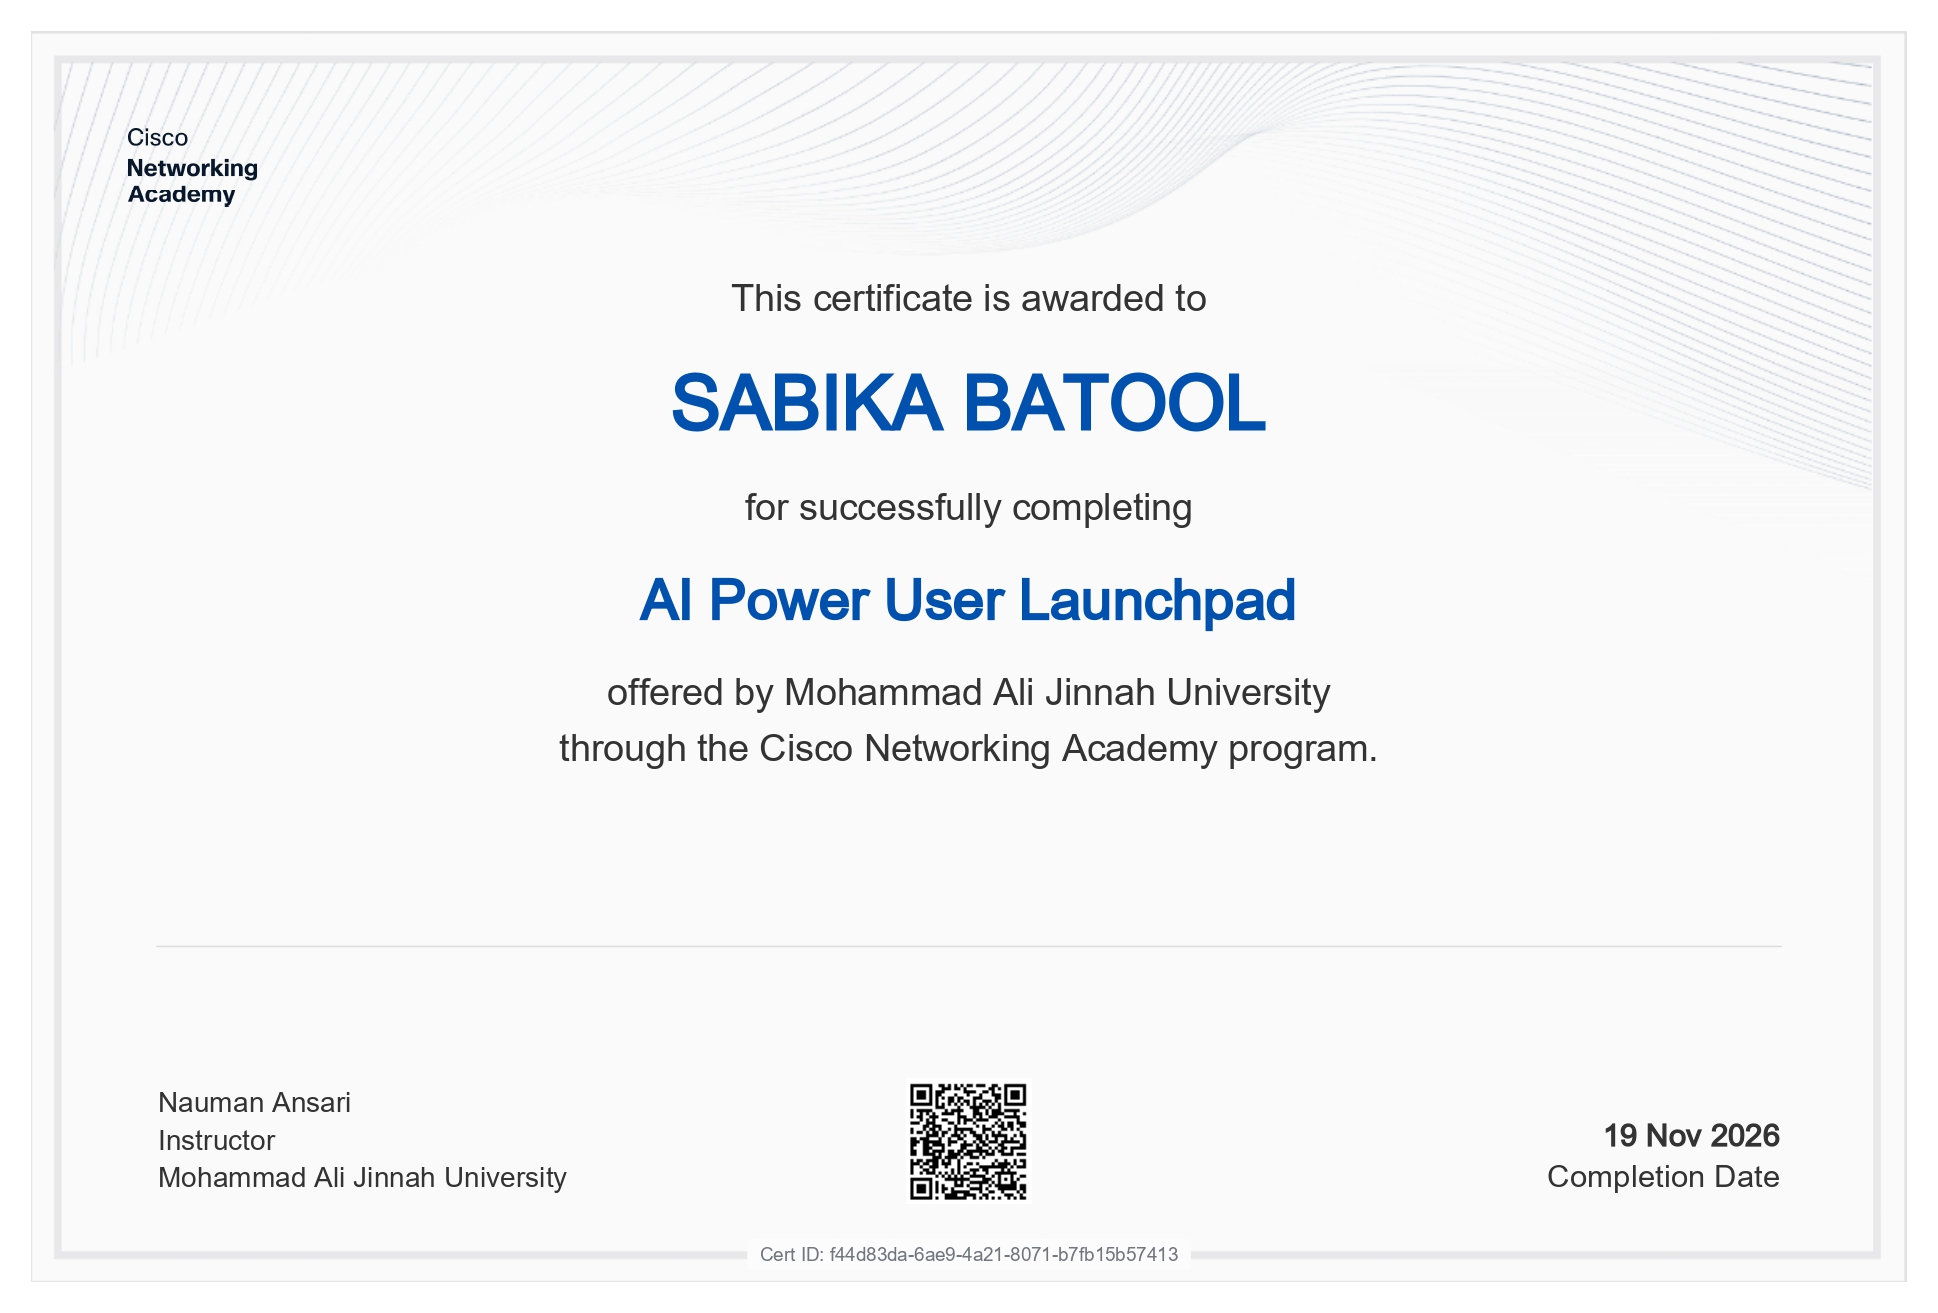 Cisco
Networking
Academy
This certificate is awarded to
SABIKA BATOOL
for successfully completing
AI Power User Launchpad
offered by Mohammad Ali Jinnah University
through the Cisco Networking Academy program.
Nauman Ansari
Instructor
Mohammad Ali Jinnah University
19 Nov 2026
Completion Date
Cert ID: f44d83da-6ae9-4a21-8071-b7fb15b57413